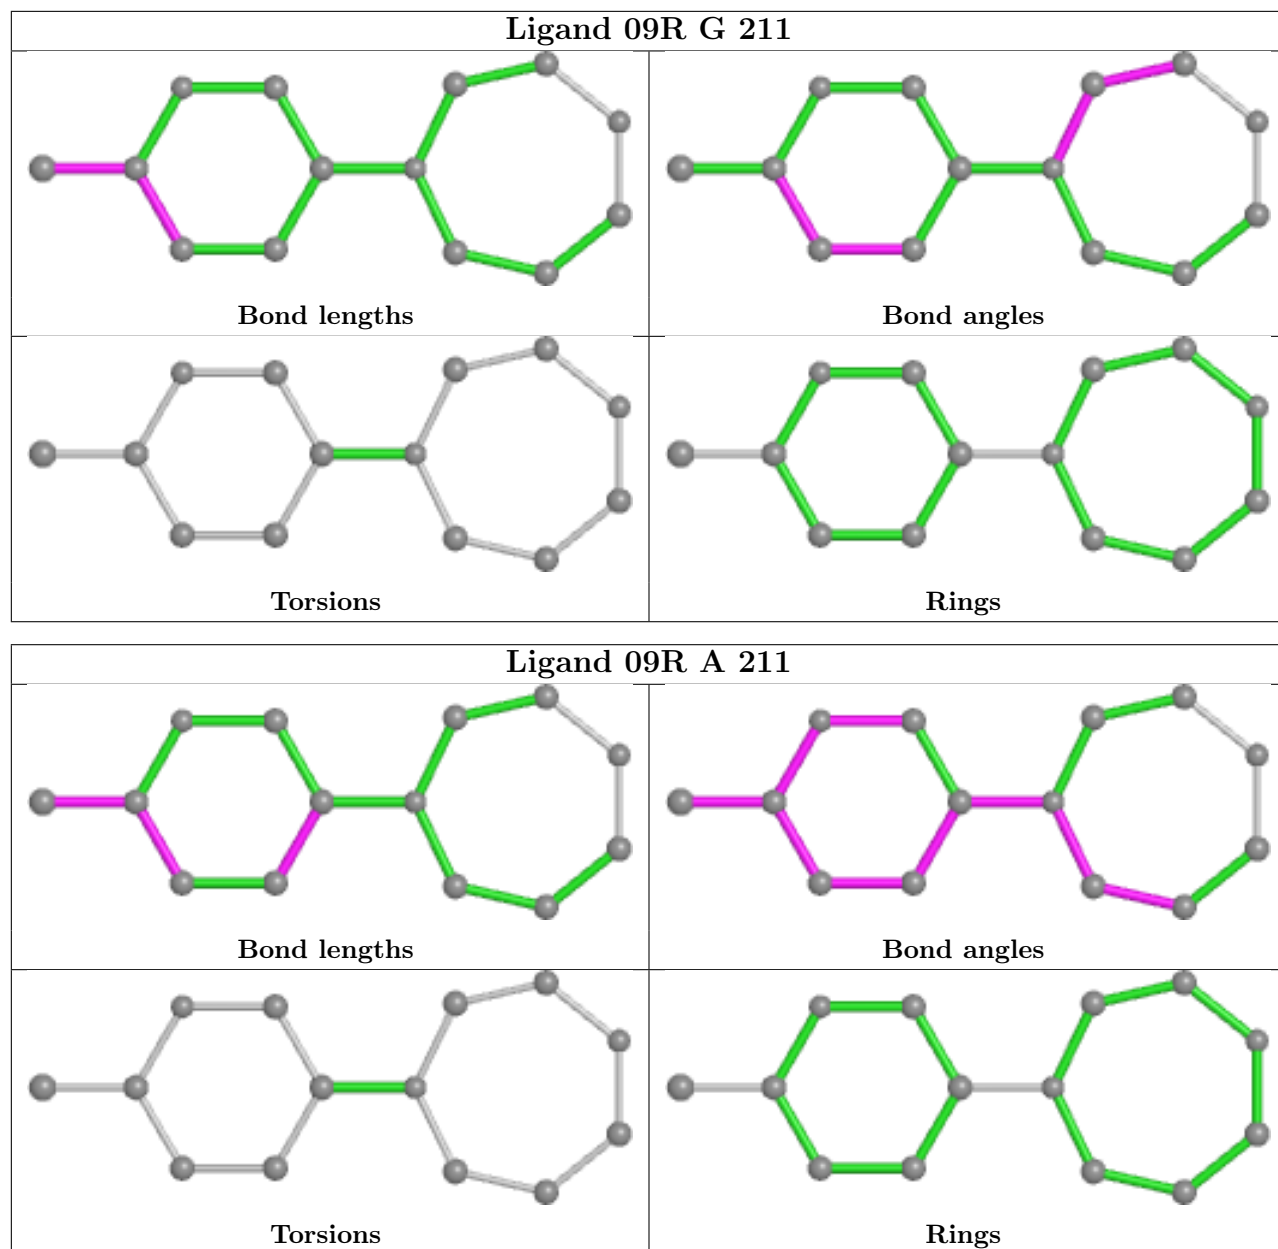 Ligand 09R G 211
Bond lengths
Bond angles
Torsions
Rings
Ligand 09R A 211
Bond lengths
Bond angles
Torsions
Rings